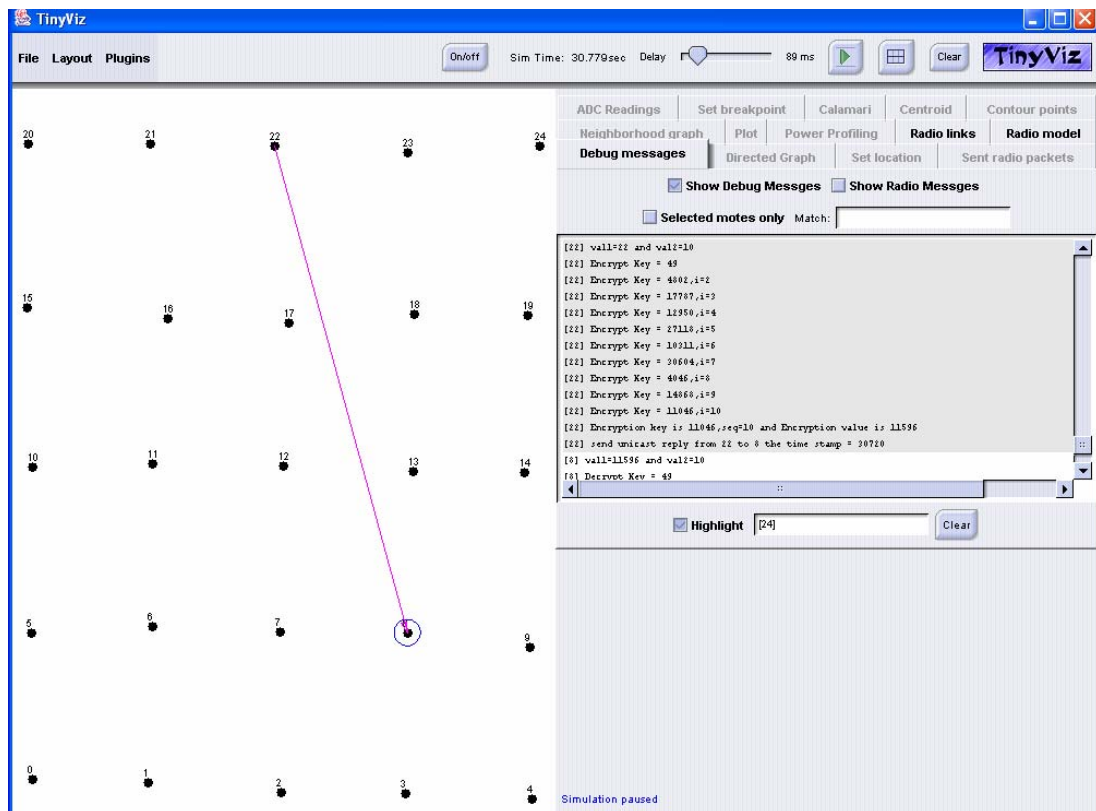 TinyViz
File Layout Plugins On/off Sim Time: 30.779sec Delay 89 ms Clear TinyViz
ADC Readings Set breakpoint Calamari Centroid Contour points
Neighborhood graph Plot Power Profiling Radio links Radio model
Debug messages Directed Graph Set location Sent radio packets
Show Debug Messges Show Radio Messges
Selected motes only Match:
[22] val1=22 and val2=10
[22] Encrypt Key = 49
[22] Encrypt Key = 4802,i=2
[22] Encrypt Key = 17787,i=3
[22] Encrypt Key = 12950,i=4
[22] Encrypt Key = 27118,i=5
[22] Encrypt Key = 10311,i=6
[22] Encrypt Key = 30604,i=7
[22] Encrypt Key = 4046,i=8
[22] Encrypt Key = 14868,i=9
[22] Encrypt Key = 11046,i=10
[22] Encryption key is 11046,seq=10 and Encryption value is 11596
[22] send unicast reply from 22 to 8 the time stamp = 30720
[8] val1=11596 and val2=10
[8] Decrypt Key = 49
Highlight [24] Clear
Simulation paused
20 21 22 23 24
15 16 17 18 19
10 11 12 13 14
5 6 7 8 9
0 1 2 3 4